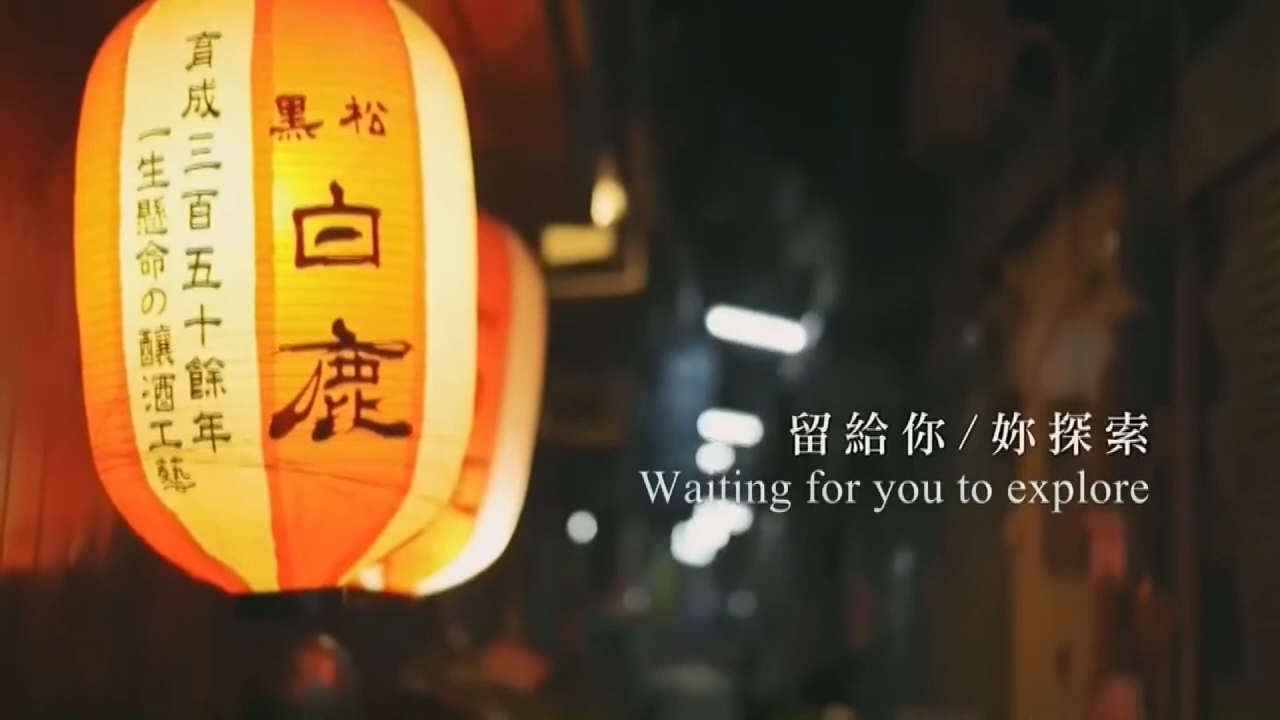 黒松
白鹿
育成三百五十餘年
一生懸命の釀酒工藝
留給你/妳探索
Waiting for you to explore